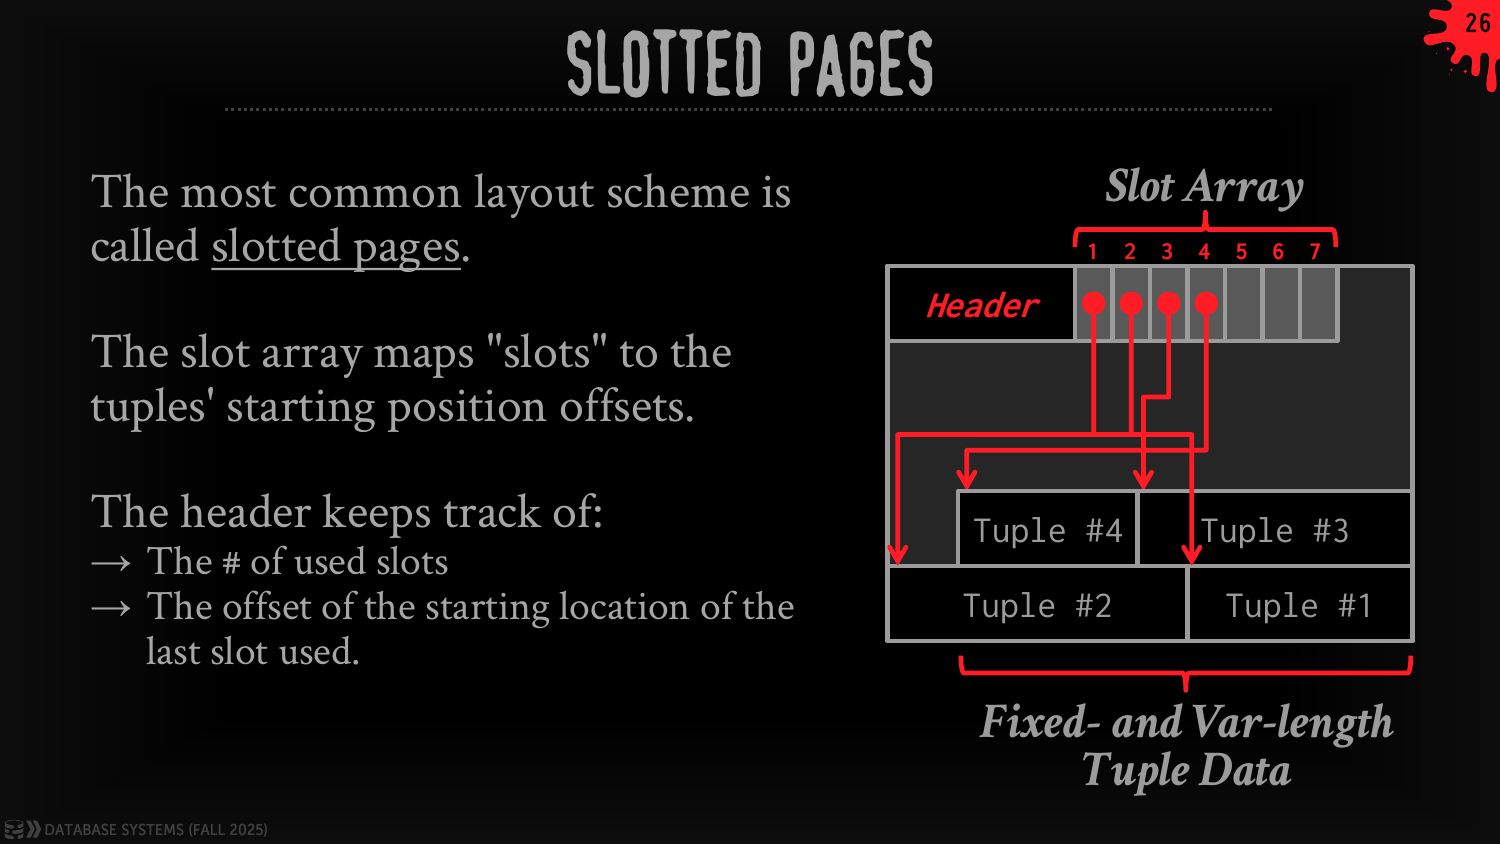 26
SLOTTED PAGES
The most common layout scheme is
called slotted pages.
The slot array maps "slots" to the
tuples' starting position offsets.
The header keeps track of:
→ The # of used slots
→ The offset of the starting location of the
last slot used.
Slot Array
1 2 3 4 5 6 7
Header
Tuple #4 Tuple #3
Tuple #2 Tuple #1
Fixed- and Var-length
Tuple Data
DATABASE SYSTEMS (FALL 2025)